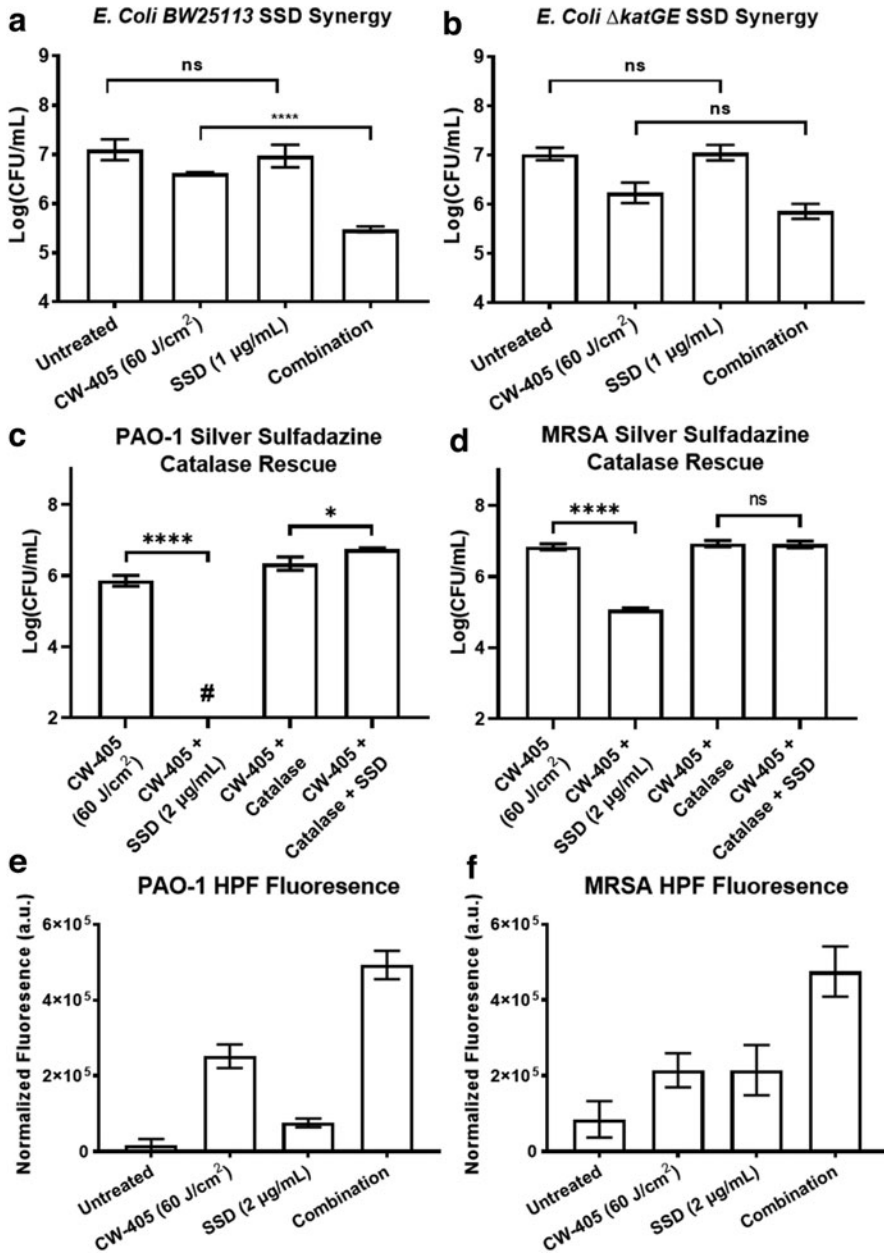 a
E. Coli BW25113 SSD Synergy
Log(CFU/mL)
9
8
7
6
5
4
ns
****
Untreated
CW-405 (60 J/cm²)
SSD (1 µg/mL)
Combination
b
E. Coli ΔkatGE SSD Synergy
Log(CFU/mL)
9
8
7
6
5
4
ns
ns
Untreated
CW-405 (60 J/cm²)
SSD (1 µg/mL)
Combination
c
PAO-1 Silver Sulfadazine
Catalase Rescue
Log(CFU/mL)
8
6
4
2
****
*
#
CW-405
(60 J/cm²)
CW-405 +
SSD (2 µg/mL)
CW-405 +
Catalase
CW-405 +
Catalase + SSD
d
MRSA Silver Sulfadazine
Catalase Rescue
Log(CFU/mL)
8
6
4
2
****
ns
CW-405
(60 J/cm²)
CW-405 +
SSD (2 µg/mL)
CW-405 +
Catalase
CW-405 +
Catalase + SSD
e
PAO-1 HPF Fluoresence
Normalized Fluoresence (a.u.)
6×10⁵
4×10⁵
2×10⁵
0
Untreated
CW-405 (60 J/cm²)
SSD (2 µg/mL)
Combination
f
MRSA HPF Fluoresence
Normalized Fluoresence (a.u.)
6×10⁵
4×10⁵
2×10⁵
0
Untreated
CW-405 (60 J/cm²)
SSD (2 µg/mL)
Combination